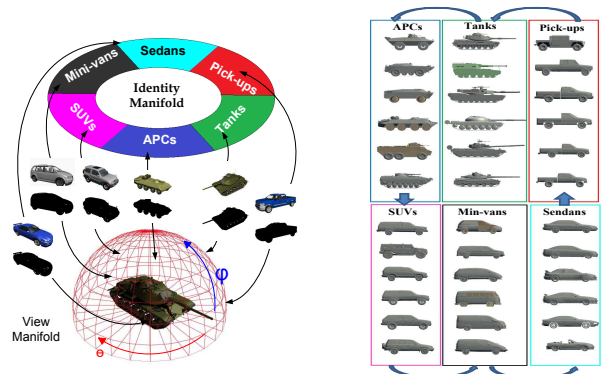 Sedans
Mini-vans
Pick-ups
Identity
Manifold
SUVs
Tanks
APCs
φ
View
Manifold
θ
APCs
Tanks
Pick-ups
SUVs
Min-vans
Sendans